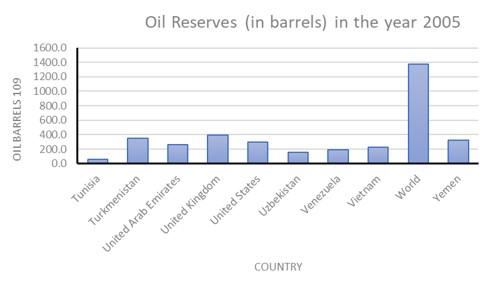 Oil Reserves (in barrels) in the year 2005
OIL BARRELS 109
1600.0
1400.0
1200.0
1000.0
800.0
600.0
400.0
200.0
0.0
Tunisia
Turkmenistan
United Arab Emirates
United Kingdom
United States
Uzbekistan
Venezuela
Vietnam
World
Yemen
COUNTRY